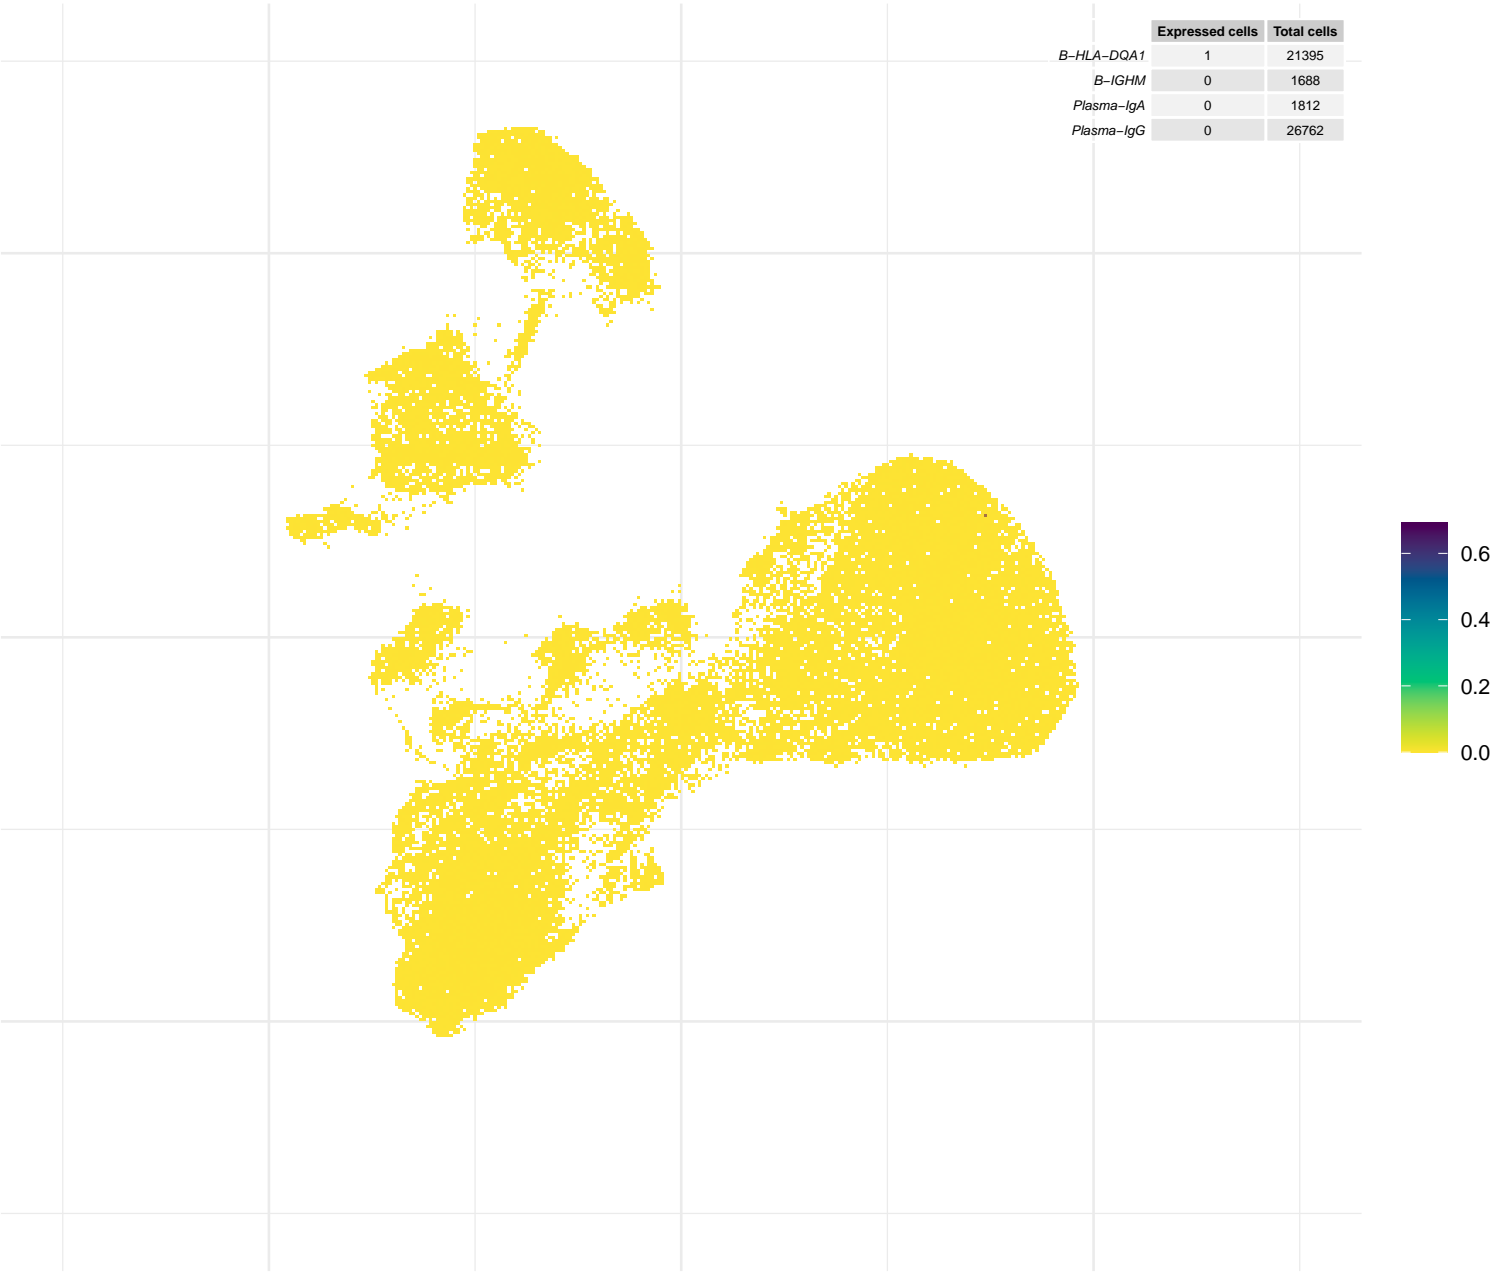 Expressed cells Total cells
B−HLA−DQA1 1 21395
B−IGHM 0 1688
Plasma−IgA 0 1812
Plasma−IgG 0 26762
0.6
0.4
0.2
0.0